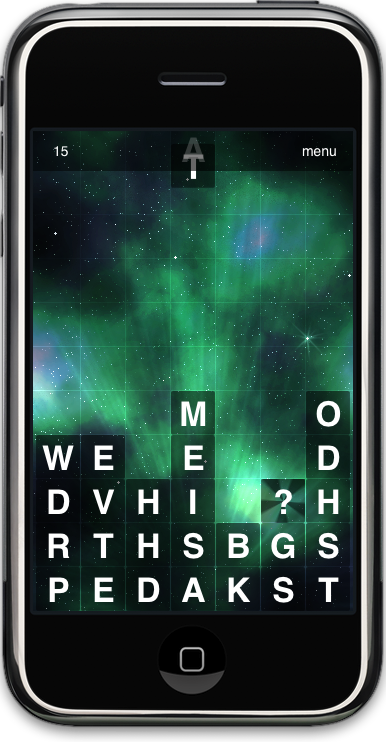 15 A menu
T
M O
W E E D
D V H I ? H
R T H S B G S
P E D A K S T